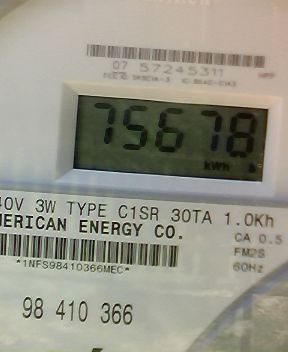 07 57245311
75678
kWh
40V 3W TYPE C1SR 30TA 1.0Kh
MERICAN ENERGY CO.
CA 0.5
FM2S
60Hz
*1NFS98410366MEC*
98 410 366